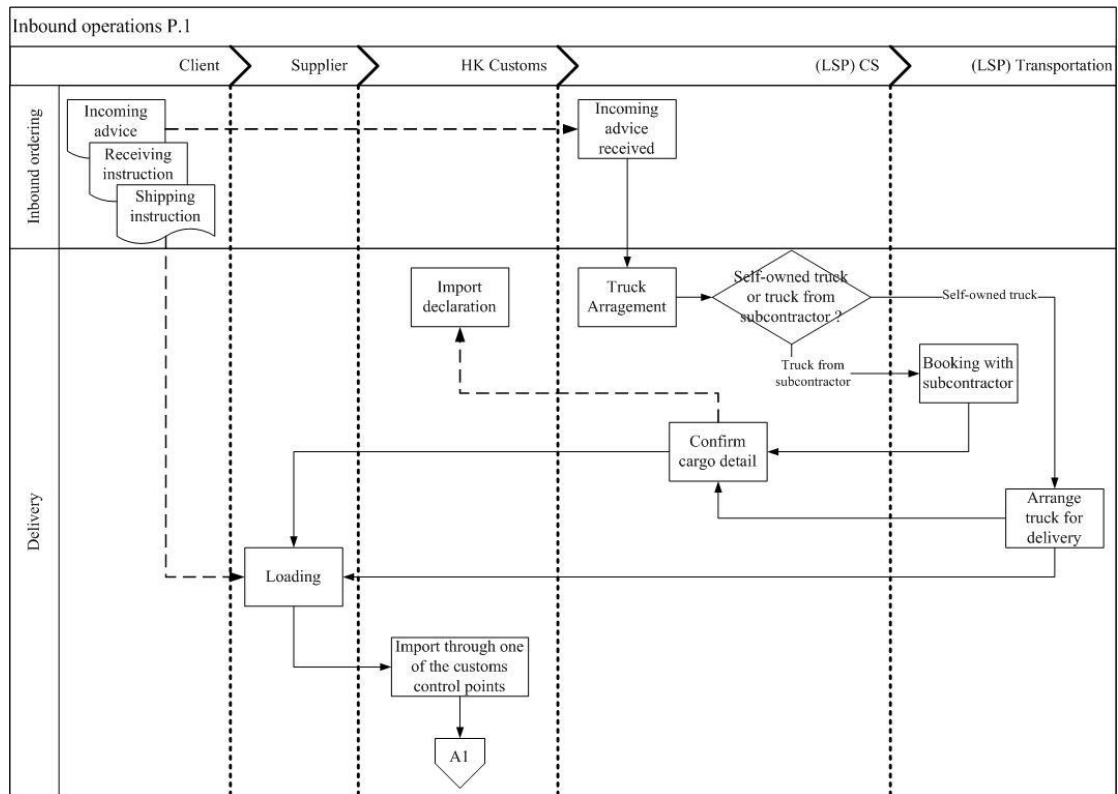 Inbound operations P.1
Client
Supplier
HK Customs
(LSP) CS
(LSP) Transportation
Inbound ordering
Incoming
advice
Receiving
instruction
Shipping
instruction
Incoming
advice
received
Delivery
Import
declaration
Truck
Arragement
Self-owned truck
or truck from
subcontractor ?
Self-owned truck
Truck from
subcontractor
Booking with
subcontractor
Confirm
cargo detail
Arrange
truck for
delivery
Loading
Import through one
of the customs
control points
A1